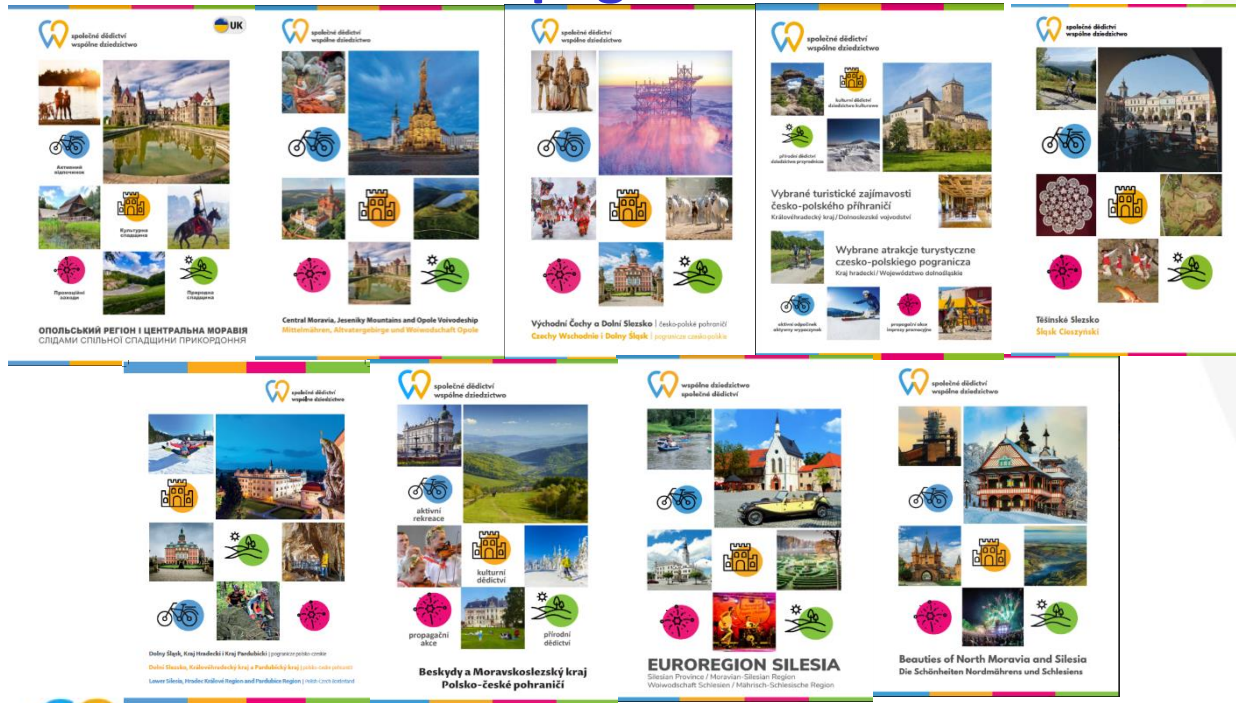 společné dědictví
wspólne dziedzictwo
UK
Активний
відпочинок
Культурна
спадщина
Промоційні
заходи
Природна
спадщина
ОПОЛЬСЬКИЙ РЕГІОН І ЦЕНТРАЛЬНА МОРАВІЯ
СЛІДАМИ СПІЛЬНОЇ СПАДЩИНИ ПРИКОРДОННЯ
společné dědictví
wspólne dziedzictwo
Central Moravia, Jeseníky Mountains and Opole Voivodeship
Mittelmähren, Altvatergebirge und Woiwodschaft Opole
společné dědictví
wspólne dziedzictwo
Východní Čechy a Dolní Slezsko | česko-polské pohraničí
Czechy Wschodnie i Dolny Śląsk | pogranicze czesko-polskie
společné dědictví
wspólne dziedzictwo
kulturní dědictví
dziedzictwo kulturowe
přírodní dědictví
dziedzictwo przyrodnicze
Vybrané turistické zajímavosti
česko-polského příhraničí
Královéhradecký kraj / Dolnoslezské vojvodství
Wybrane atrakcje turystyczne
czesko-polskiego pogranicza
Kraj hradecki / Województwo dolnośląskie
aktivní odpočinek
aktywny wypoczynek
propagační akce
imprezy promocyjne
společné dědictví
wspólne dziedzictwo
Těšínské Slezsko
Śląsk Cieszyński
společné dědictví
wspólne dziedzictwo
Dolny Śląsk, Kraj Hradecki i Kraj Pardubicki | pogranicze polsko-czeskie
Dolní Slezsko, Královéhradecký kraj a Pardubický kraj | polsko-české pohraničí
Lower Silesia, Hradec Králové Region and Pardubice Region | Polish-Czech Borderland
společné dědictví
wspólne dziedzictwo
aktivní
rekreace
kulturní
dědictví
propagační
akce
přírodní
dědictví
Beskydy a Moravskoslezský kraj
Polsko-české pohraničí
wspólne dziedzictwo
společné dědictví
EUROREGION SILESIA
Silesian Province / Moravian-Silesian Region
Woiwodschaft Schlesien / Mährisch-Schlesische Region
společné dědictví
wspólne dziedzictwo
Beauties of North Moravia and Silesia
Die Schönheiten Nordmährens und Schlesiens